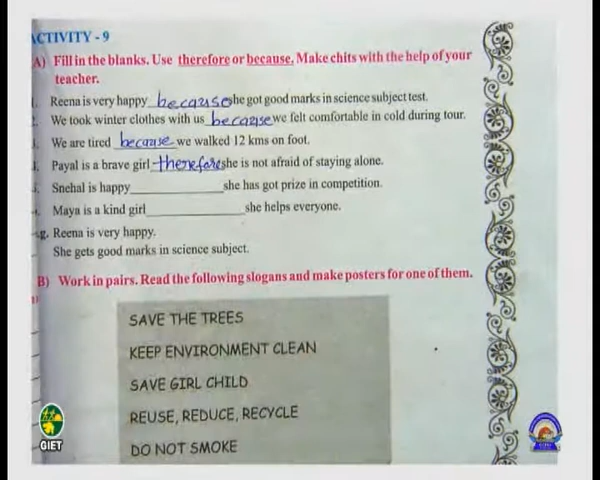 ACTIVITY - 9
A) Fill in the blanks. Use therefore or because. Make chits with the help of your
teacher.
Reena is very happy because she got good marks in science subject test.
2. We took winter clothes with us because we felt comfortable in cold during tour.
We are tired because we walked 12 kms on foot.
Payal is a brave girl therefore she is not afraid of staying alone.
Snehal is happy____________she has got prize in competition.
Maya is a kind girl____________she helps everyone.
.g. Reena is very happy.
She gets good marks in science subject.
B) Work in pairs. Read the following slogans and make posters for one of them.
SAVE THE TREES
KEEP ENVIRONMENT CLEAN
SAVE GIRL CHILD
REUSE, REDUCE, RECYCLE
DO NOT SMOKE
GIET